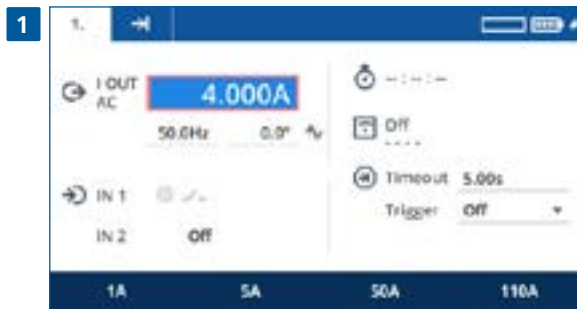 1
1.
I OUT
AC
4.000A
50.0Hz 0.0°
IN 1
IN 2 Off
--:--:--
Off
----
Timeout 5.00s
Trigger Off
1A 5A 50A 110A